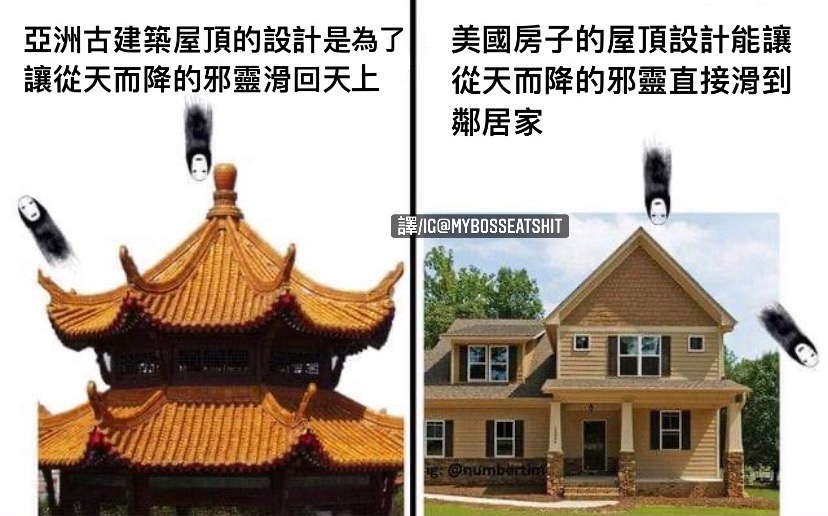 亞洲古建築屋頂的設計是為了
讓從天而降的邪靈滑回天上
美國房子的屋頂設計能讓
從天而降的邪靈直接滑到
鄰居家
譯/IG@MYBOSSEATSHIT
ig: @numbertim